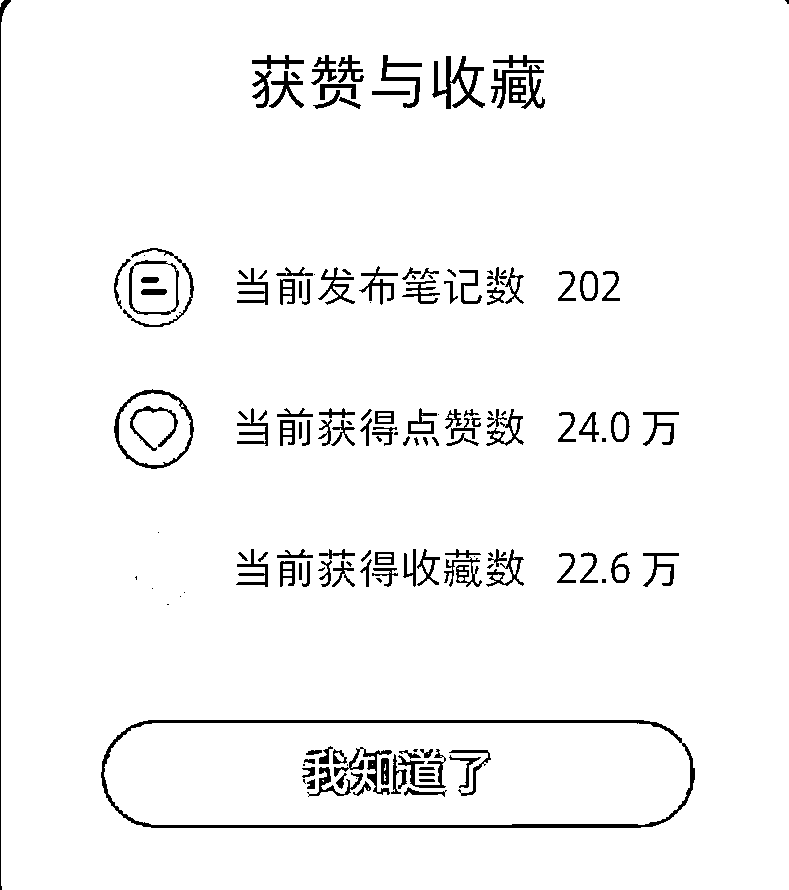 获赞与收藏
当前发布笔记数 202
当前获得点赞数 24.0 万
当前获得收藏数 22.6 万
我知道了